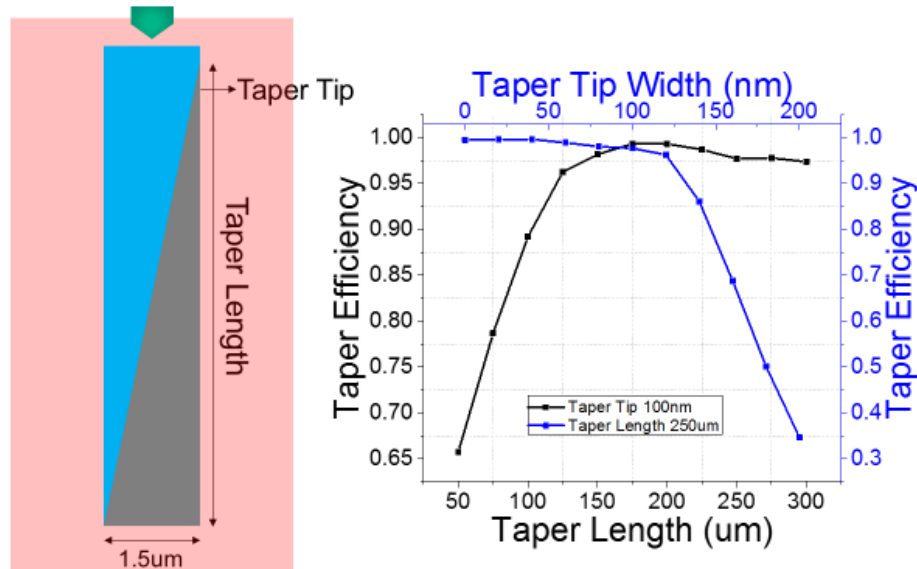 Taper Tip
Taper Length
1.5um
Taper Tip Width (nm)
0 50 100 150 200
1.00
0.95
0.90
0.85
0.80
0.75
0.70
0.65
Taper Efficiency
1.0
0.9
0.8
0.7
0.6
0.5
0.4
0.3
Taper Efficiency
Taper Tip 100nm
Taper Length 250um
50 100 150 200 250 300
Taper Length (um)